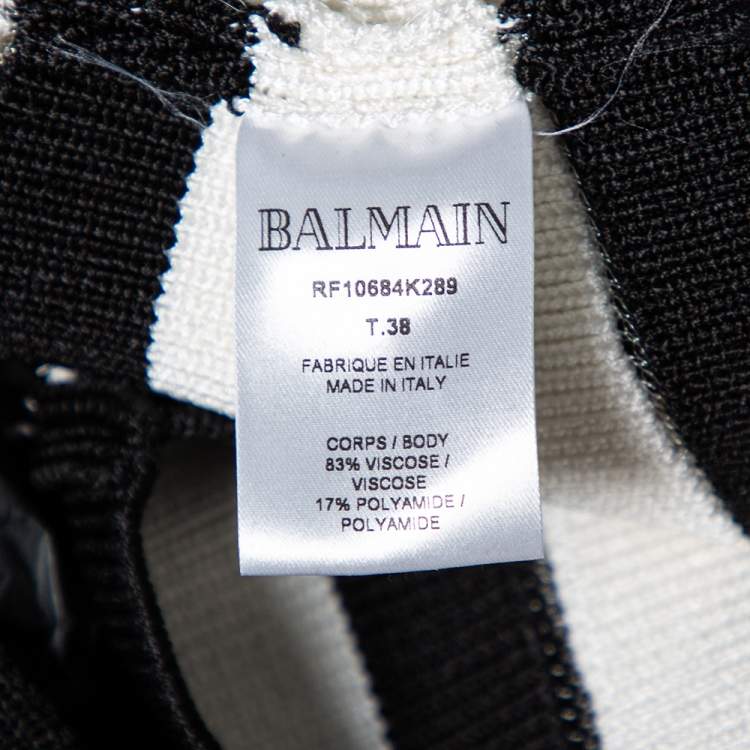 BALMAIN
RF10684K289
T.38
FABRIQUE EN ITALIE
MADE IN ITALY
CORPS / BODY
83% VISCOSE /
VISCOSE
17% POLYAMIDE /
POLYAMIDE